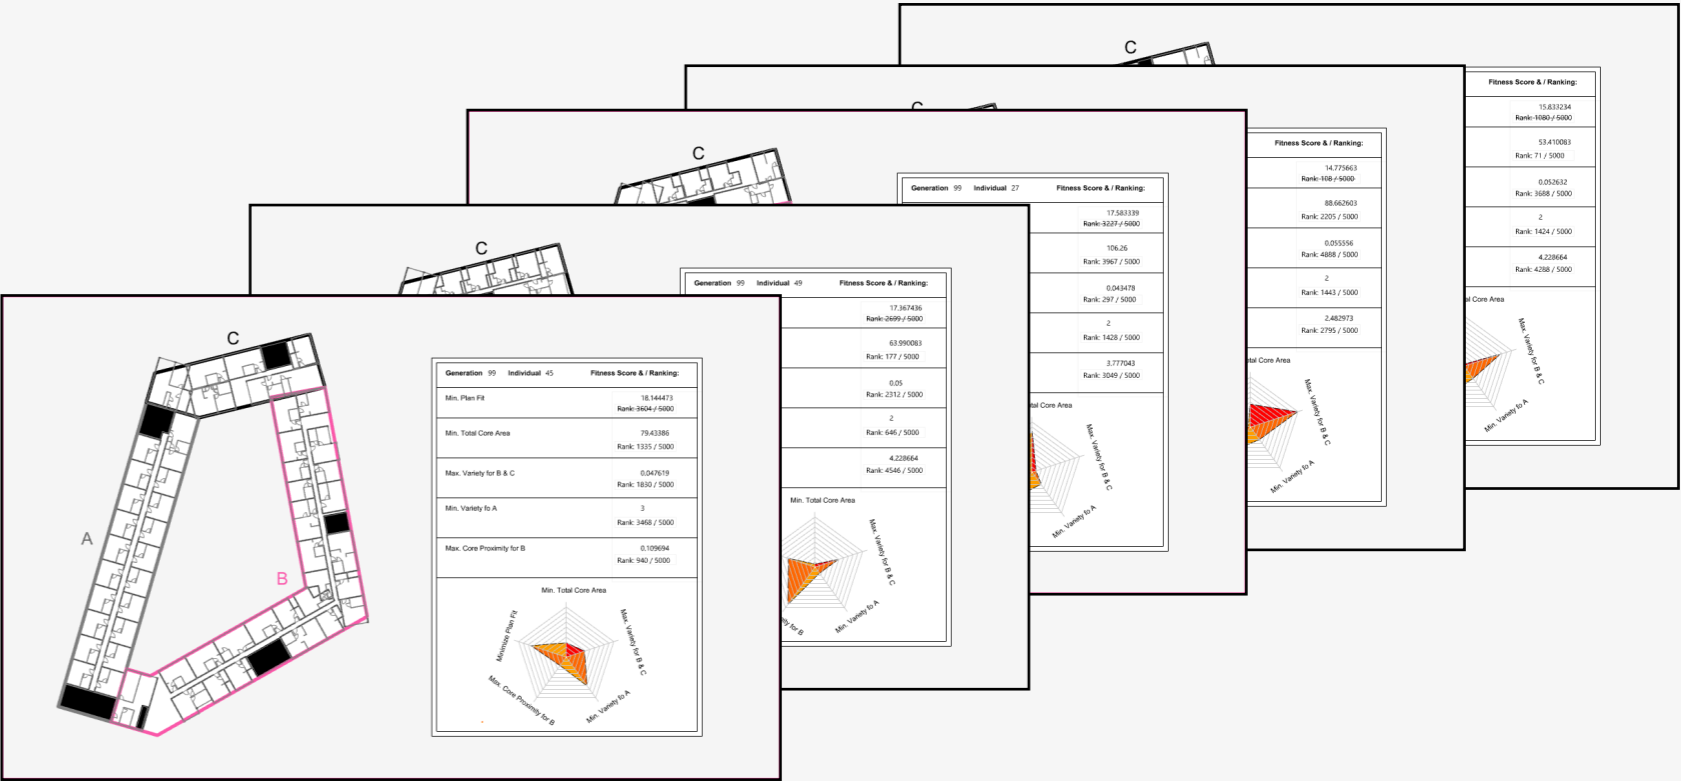 C
A
B
Generation 99 Individual 45 Fitness Score & / Ranking:
Min. Plan Fit 18.144473
Rank: 3604 / 5000
Min. Total Core Area 79.43386
Rank: 1335 / 5000
Max. Variety for B & C 0.047619
Rank: 1830 / 5000
Min. Variety fo A 3
Rank: 3468 / 5000
Max. Core Proximity for B 0.109694
Rank: 940 / 5000
Min. Total Core Area
Minimize Plan Fit
Max. Variety for B & C
Max. Core Proximity for B
Min. Variety fo A
C
Generation 99 Individual 49 Fitness Score & / Ranking:
17.367436
Rank: 2699 / 5000
63.990083
Rank: 177 / 5000
0.05
Rank: 2312 / 5000
2
Rank: 646 / 5000
4.228664
Rank: 4546 / 5000
Min. Total Core Area
Max. Variety for B & C
Min. Variety fo A
for B
C
Generation 99 Individual 27 Fitness Score & / Ranking:
17.583339
Rank: 3227 / 5000
106.26
Rank: 3967 / 5000
0.043478
Rank: 297 / 5000
2
Rank: 1428 / 5000
3.777043
Rank: 3049 / 5000
Core Area
Max. Variety for B & C
Min. Variety fo A
C
Fitness Score & / Ranking:
14.775663
Rank: 108 / 5000
88.662603
Rank: 2205 / 5000
0.055556
Rank: 4888 / 5000
2
Rank: 1443 / 5000
2.482973
Rank: 2795 / 5000
Core Area
Max. Variety for B & C
Min. Variety fo A
C
Fitness Score & / Ranking:
15.833234
Rank: 1080 / 5000
53.410083
Rank: 71 / 5000
0.052632
Rank: 3688 / 5000
2
Rank: 1424 / 5000
4.228664
Rank: 4288 / 5000
Core Area
Max. Variety for B & C
Min. Variety fo A